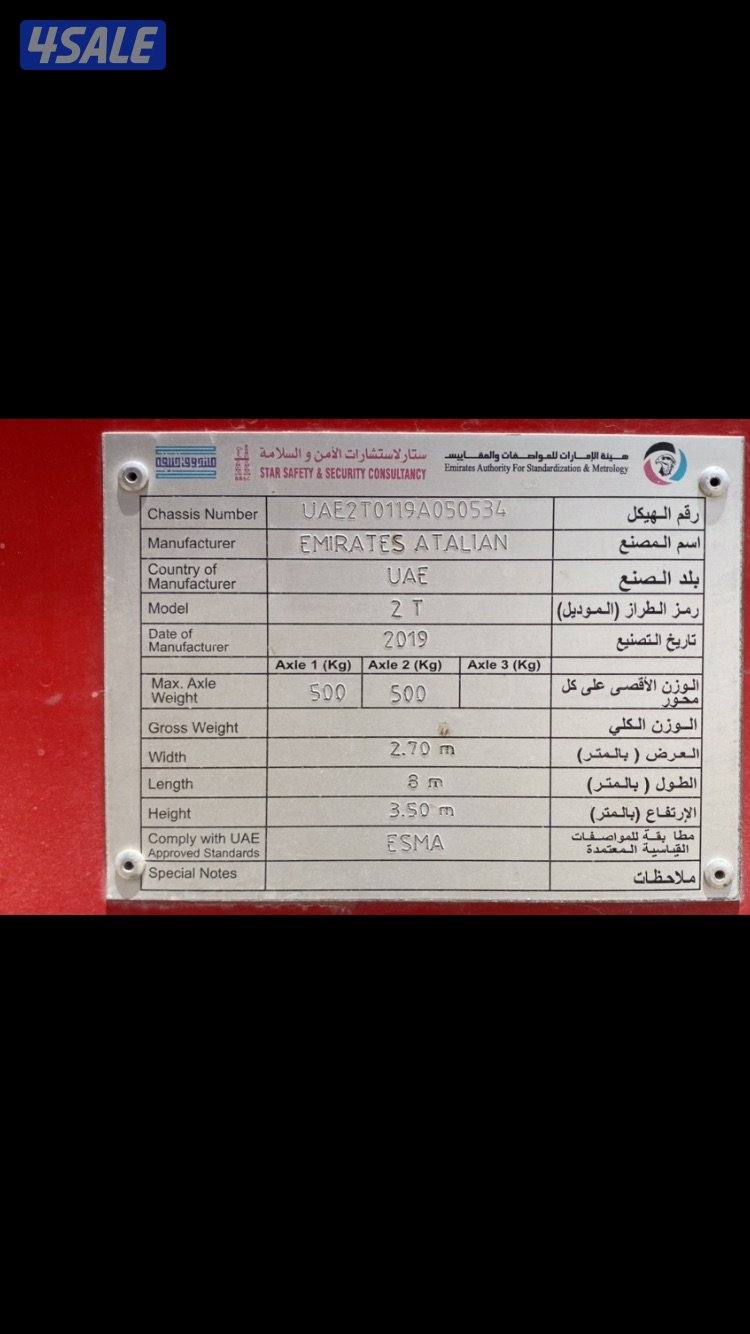 4SALE
ستار لاستشارات الأمن و السلامة
STAR SAFETY & SECURITY CONSULTANCY
هيئة الإمارات للمواصفات والمقاييس
Emirates Authority For Standardization & Metrology
Chassis Number UAE2T0119A050534 رقم الهيكل
Manufacturer EMIRATES ATALIAN اسم المصنع
Country of
Manufacturer UAE بلد الصنع
Model 2 T رمز الطراز (الموديل)
Date of
Manufacturer 2019 تاريخ التصنيع
Axle 1 (Kg) Axle 2 (Kg) Axle 3 (Kg)
Max. Axle
Weight 500 500 الوزن الأقصى على كل
محور
Gross Weight الوزن الكلي
Width 2.70 m العرض ( بالمتر)
Length 8 m الطول ( بالمتر)
Height 3.50 m الإرتفاع (بالمتر)
Comply with UAE
Approved Standards ESMA مطا بقة للمواصفات
القياسية المعتمدة
Special Notes ملاحظات